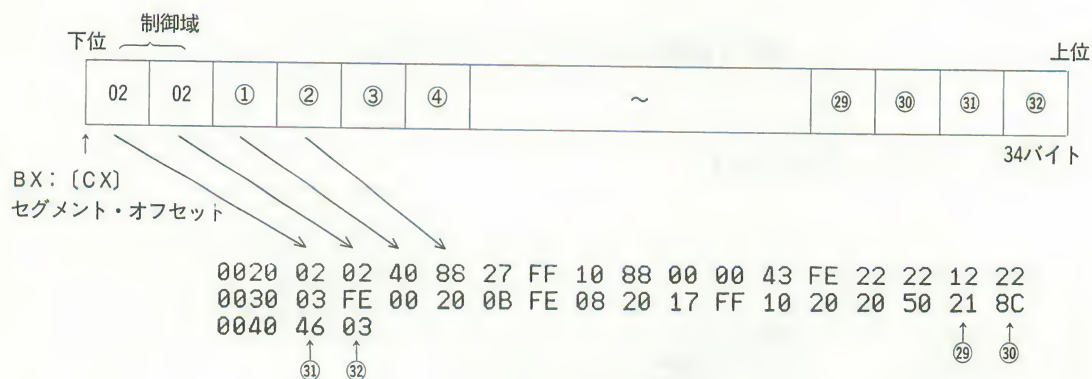 制御域
下位 上位
02 02 ① ② ③ ④ ~ ㉙ ㉚ ㉛ ㉜
34バイト
BX:〔CX〕
セグメント・オフセット
0020 02 02 40 88 27 FF 10 88 00 00 43 FE 22 22 12 22
0030 03 FE 00 20 0B FE 08 20 17 FF 10 20 20 50 21 8C
0040 46 03
㉙ ㉚
㉛ ㉜